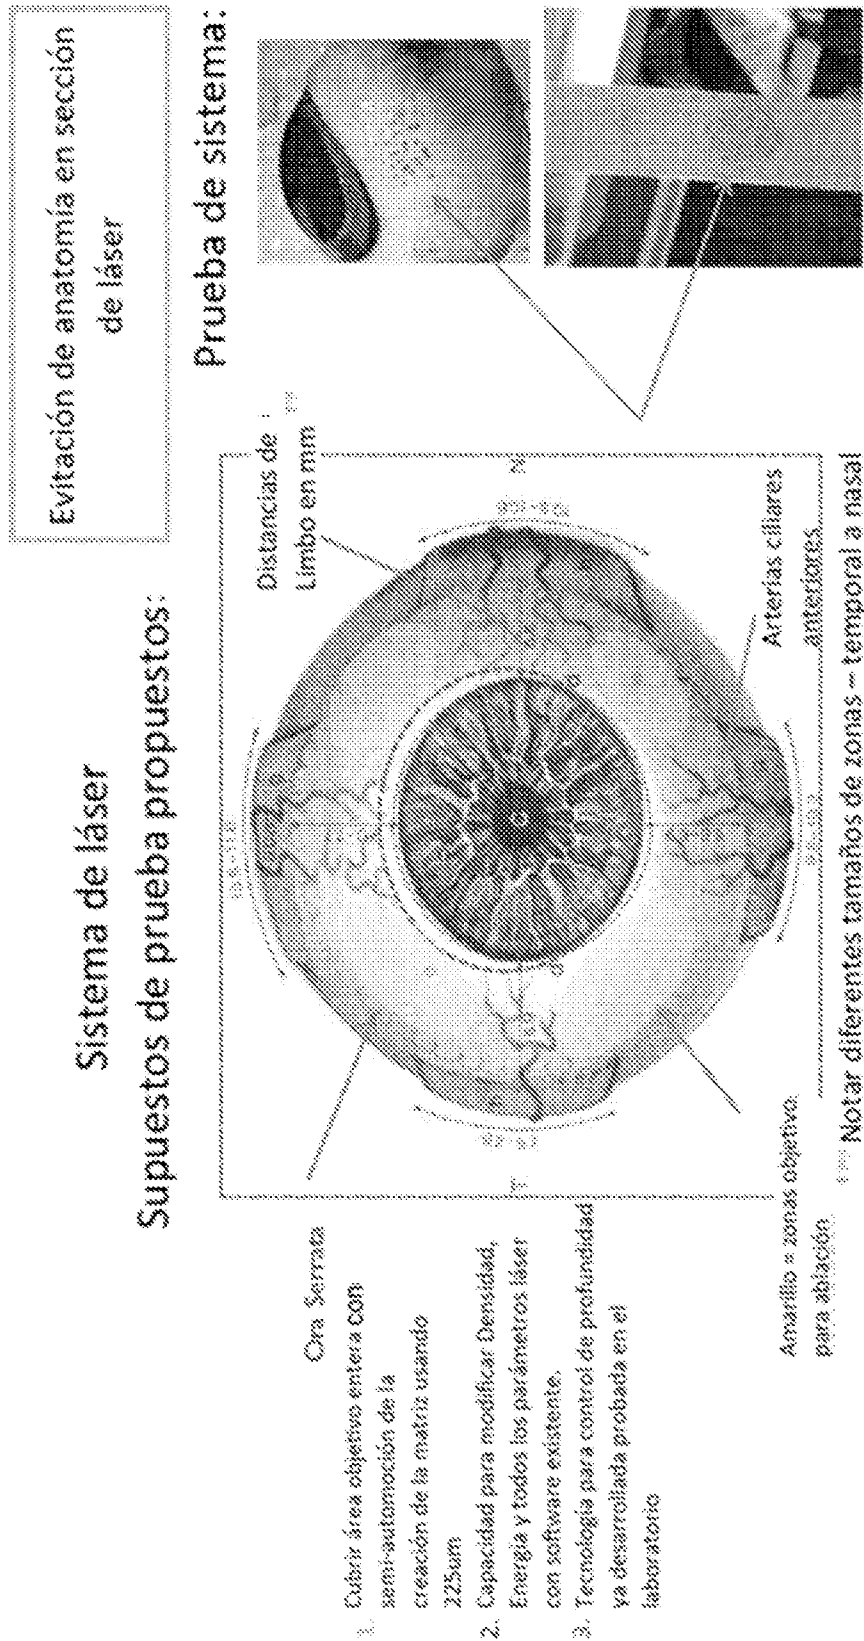 Evitación de anatomía en sección
de láser
Sistema de láser
Supuestos de prueba propuestos:
Prueba de sistema:
Ora Serrata
1. Cubrir área objetivo entera con
semi-automoción de la
creación de la matriz usando
225um
2. Capacidad para modificar Densidad,
Energía y todos los parámetros láser
con software existente.
3. Tecnología para control de profundidad
ya desarrollada probada en el
laboratorio
Distancias de
Limbo en mm
T
N
Arterias ciliares
anteriores
Amarillo = zonas objetivo
para ablación
Notar diferentes tamaños de zonas – temporal a nasal